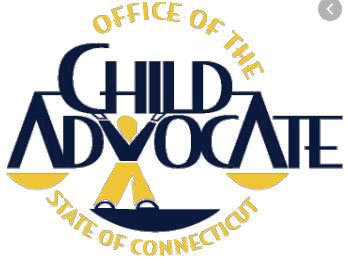 OFFICE OF THE
CHILD
ADVOCATE
STATE OF CONNECTICUT